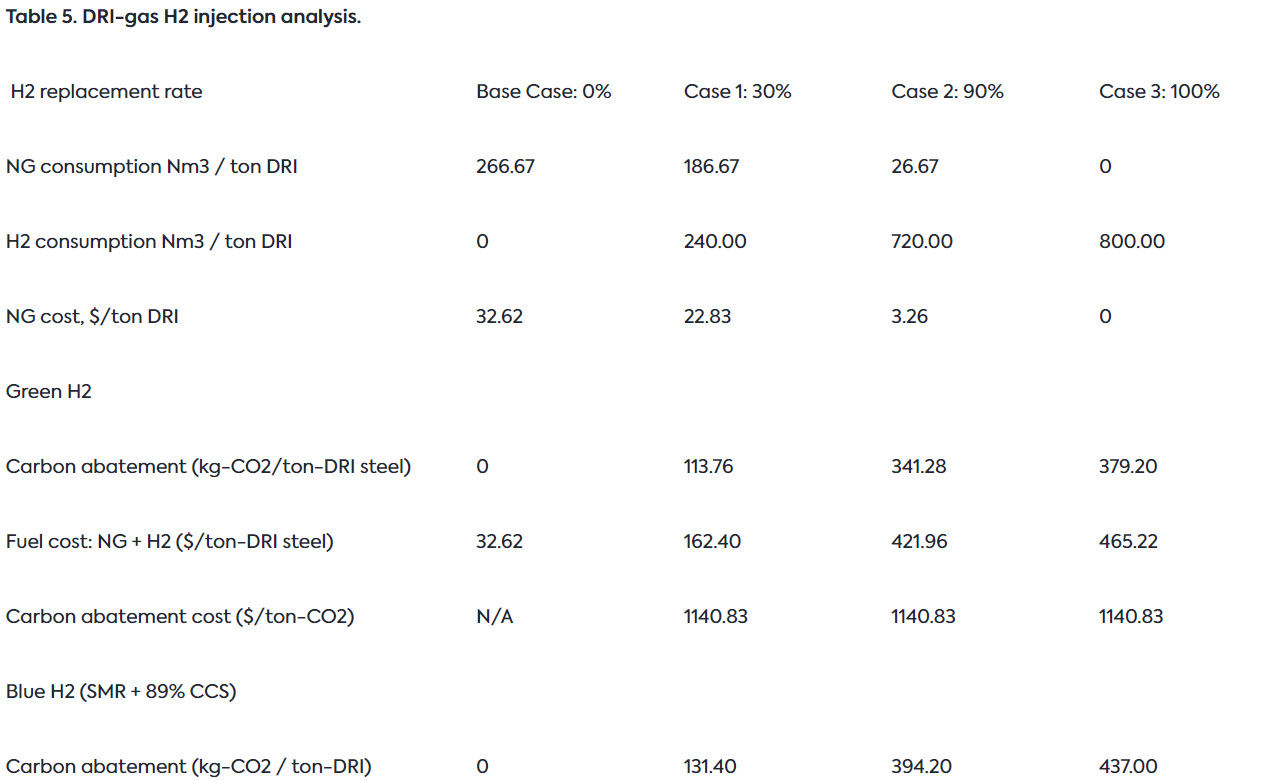 Table 5. DRI-gas H2 injection analysis.
H2 replacement rate Base Case: 0% Case 1: 30% Case 2: 90% Case 3: 100%
NG consumption Nm3 / ton DRI 266.67 186.67 26.67 0
H2 consumption Nm3 / ton DRI 0 240.00 720.00 800.00
NG cost, $/ton DRI 32.62 22.83 3.26 0
Green H2
Carbon abatement (kg-CO2/ton-DRI steel) 0 113.76 341.28 379.20
Fuel cost: NG + H2 ($/ton-DRI steel) 32.62 162.40 421.96 465.22
Carbon abatement cost ($/ton-CO2) N/A 1140.83 1140.83 1140.83
Blue H2 (SMR + 89% CCS)
Carbon abatement (kg-CO2 / ton-DRI) 0 131.40 394.20 437.00